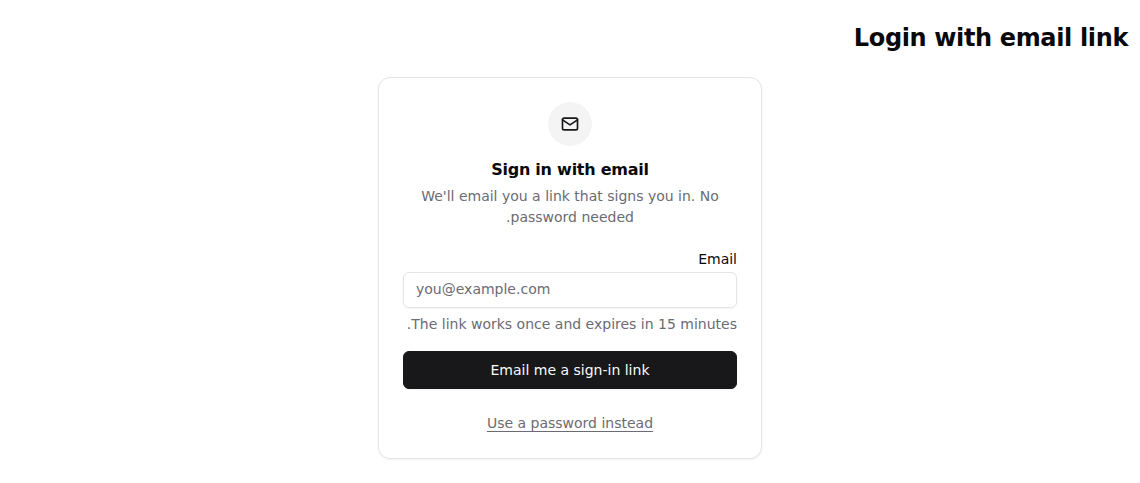 Login with email link
Sign in with email
We'll email you a link that signs you in. No
.password needed
Email
you@example.com
.The link works once and expires in 15 minutes
Email me a sign-in link
Use a password instead